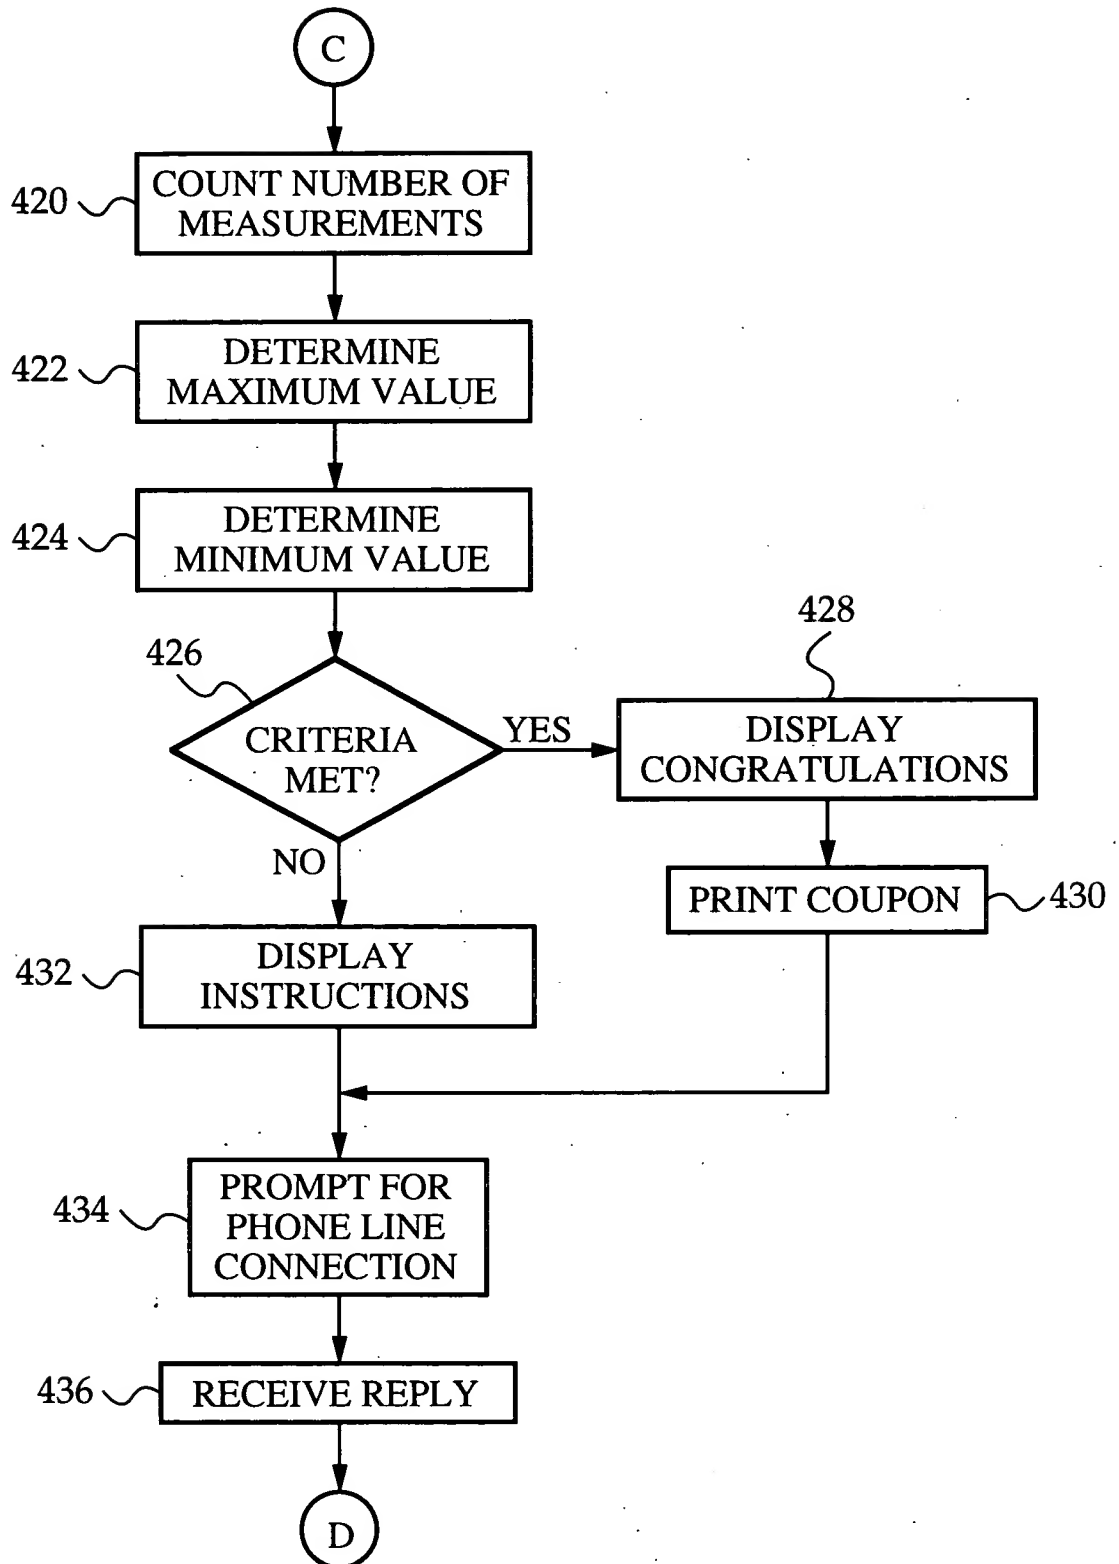 C
420
COUNT NUMBER OF
MEASUREMENTS
422
DETERMINE
MAXIMUM VALUE
424
DETERMINE
MINIMUM VALUE
426
CRITERIA
MET?
YES
428
DISPLAY
CONGRATULATIONS
NO
PRINT COUPON
430
432
DISPLAY
INSTRUCTIONS
434
PROMPT FOR
PHONE LINE
CONNECTION
436
RECEIVE REPLY
D